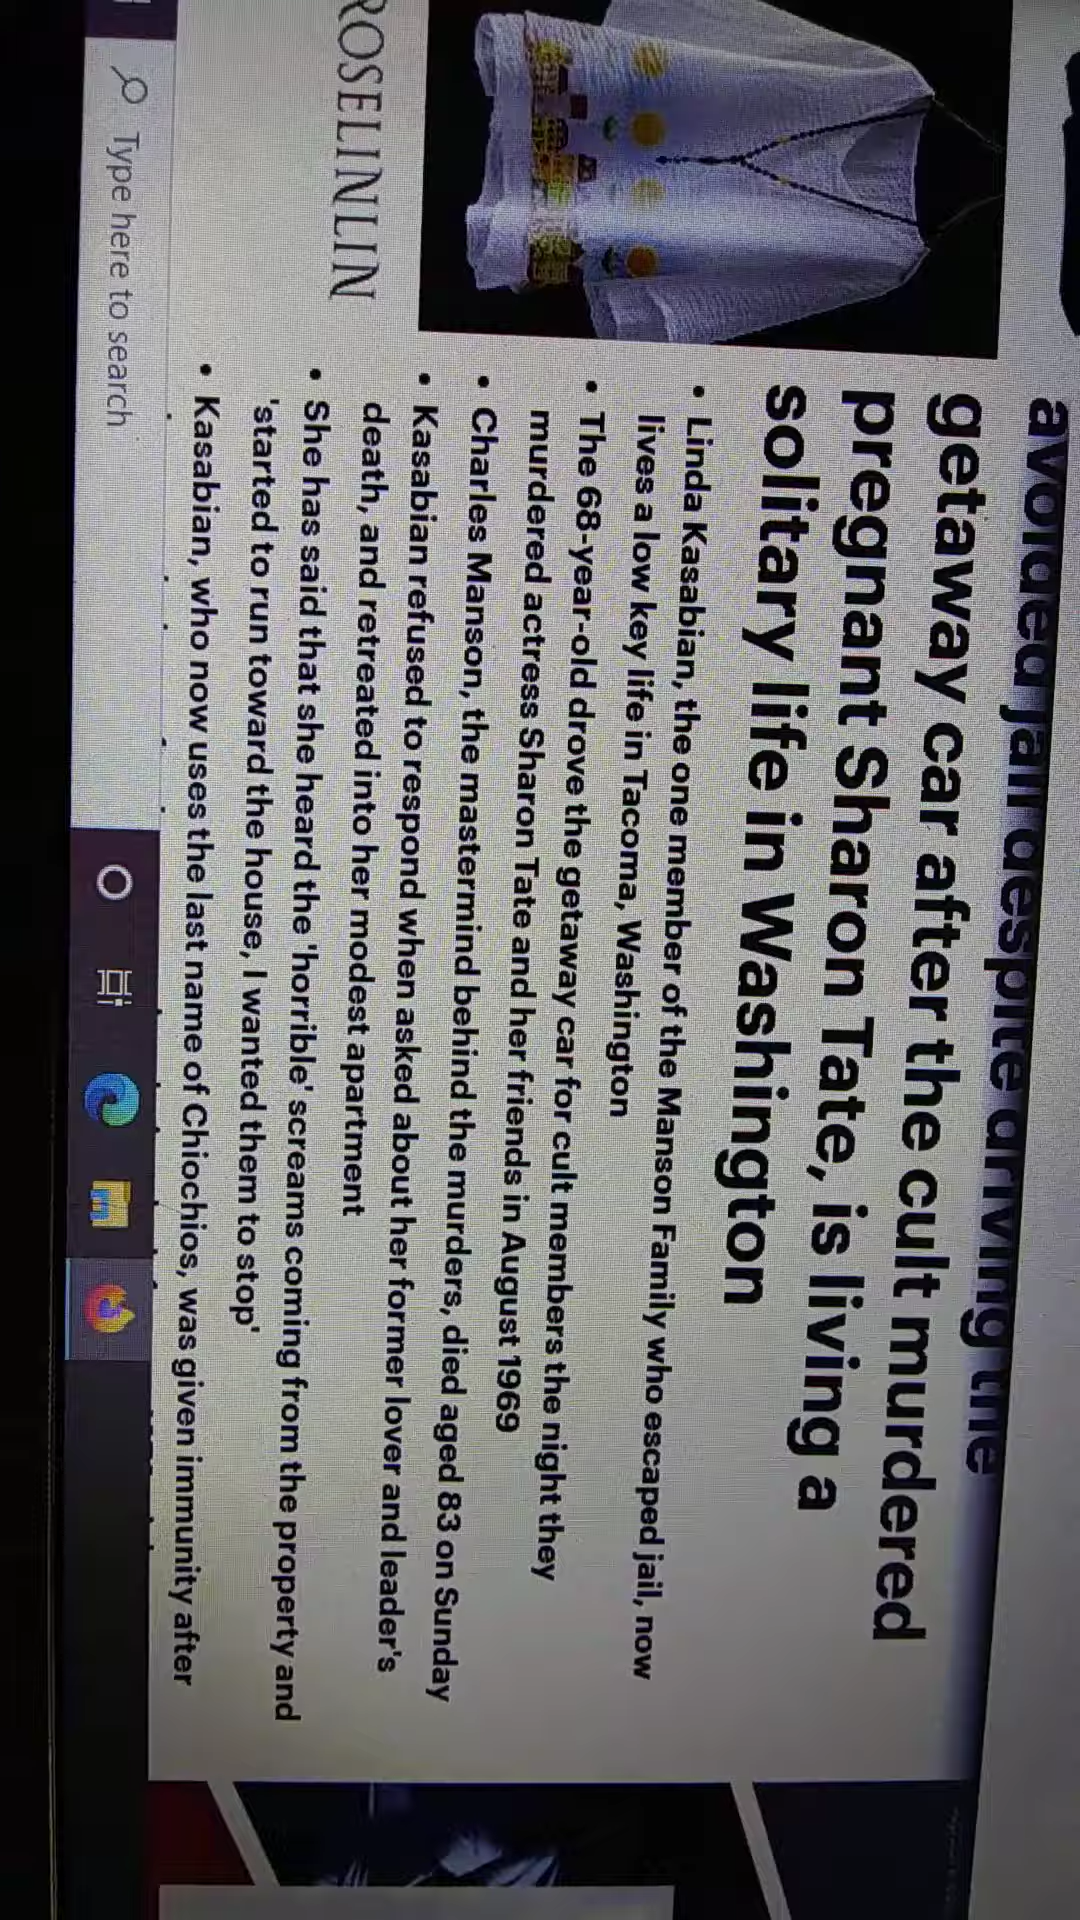 avoided jail despite driving the
getaway car after the cult murdered
pregnant Sharon Tate, is living a
solitary life in Washington
• Linda Kasabian, the one member of the Manson Family who escaped jail, now
lives a low key life in Tacoma, Washington
• The 68-year-old drove the getaway car for cult members the night they
murdered actress Sharon Tate and her friends in August 1969
• Charles Manson, the mastermind behind the murders, died aged 83 on Sunday
• Kasabian refused to respond when asked about her former lover and leader's
death, and retreated into her modest apartment
• She has said that she heard the 'horrible' screams coming from the property and
'started to run toward the house, I wanted them to stop'
• Kasabian, who now uses the last name of Chiochios, was given immunity after
ROSELINLIN
Type here to search